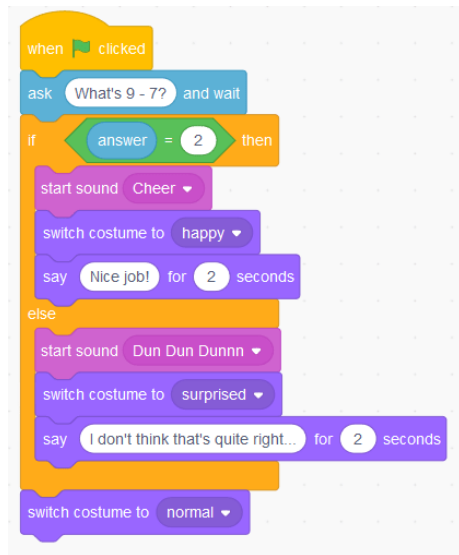 when clicked
ask What's 9 - 7? and wait
if answer = 2 then
start sound Cheer
switch costume to happy
say Nice job! for 2 seconds
else
start sound Dun Dun Dunnn
switch costume to surprised
say I don't think that's quite right... for 2 seconds
switch costume to normal